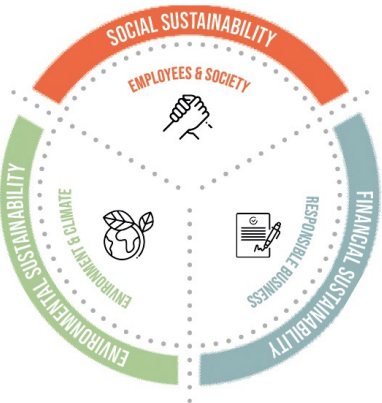 SOCIAL SUSTAINABILITY
EMPLOYEES & SOCIETY
ENVIRONMENTAL SUSTAINABILITY
ENVIRONMENT & CLIMATE
RESPONSIBLE BUSINESS
FINANCIAL SUSTAINABILITY